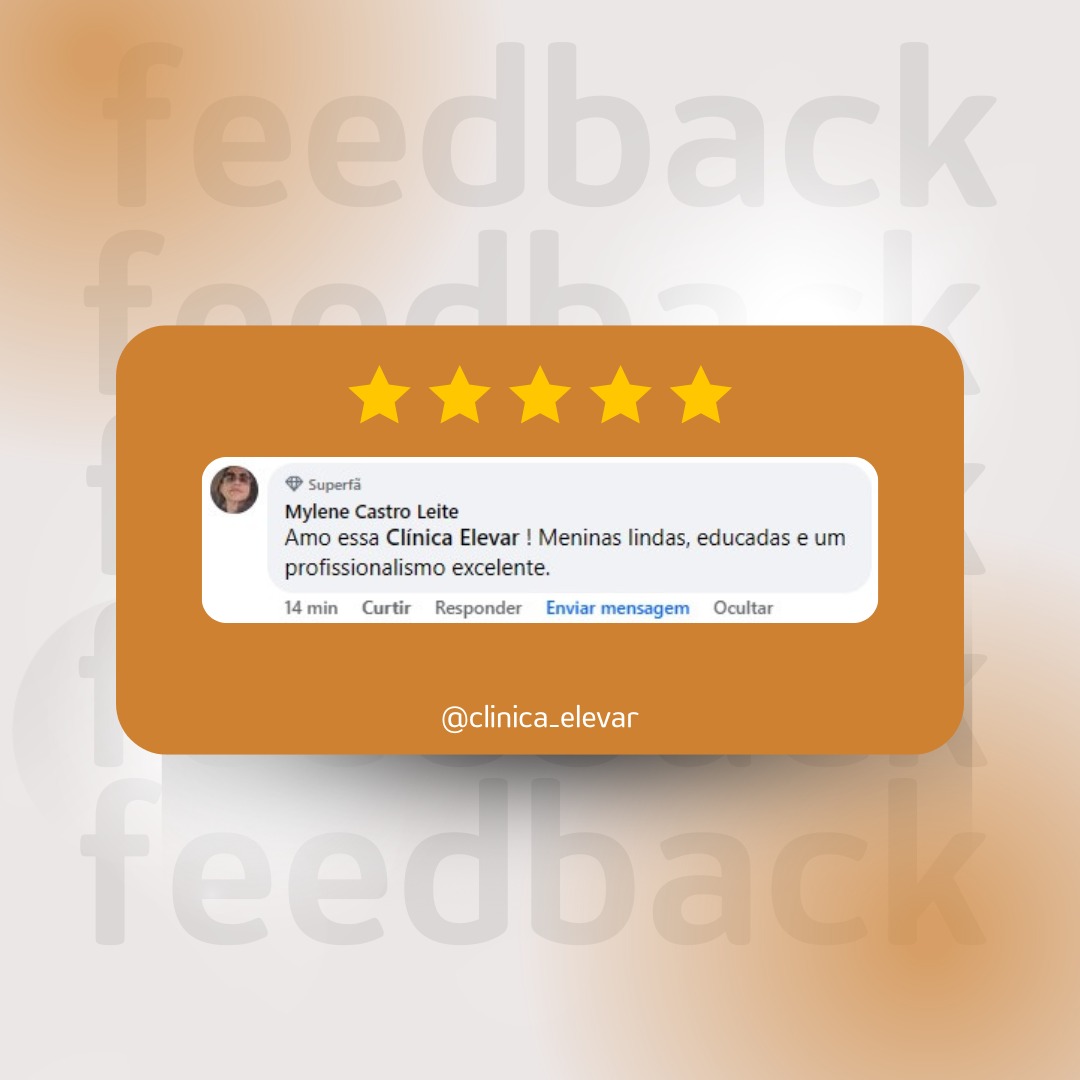 feedback
feedback
Superfã
Mylene Castro Leite
Amo essa Clínica Elevar ! Meninas lindas, educadas e um
profissionalismo excelente.
14 min Curtir Responder Enviar mensagem Ocultar
@clinica_elevar
feedback